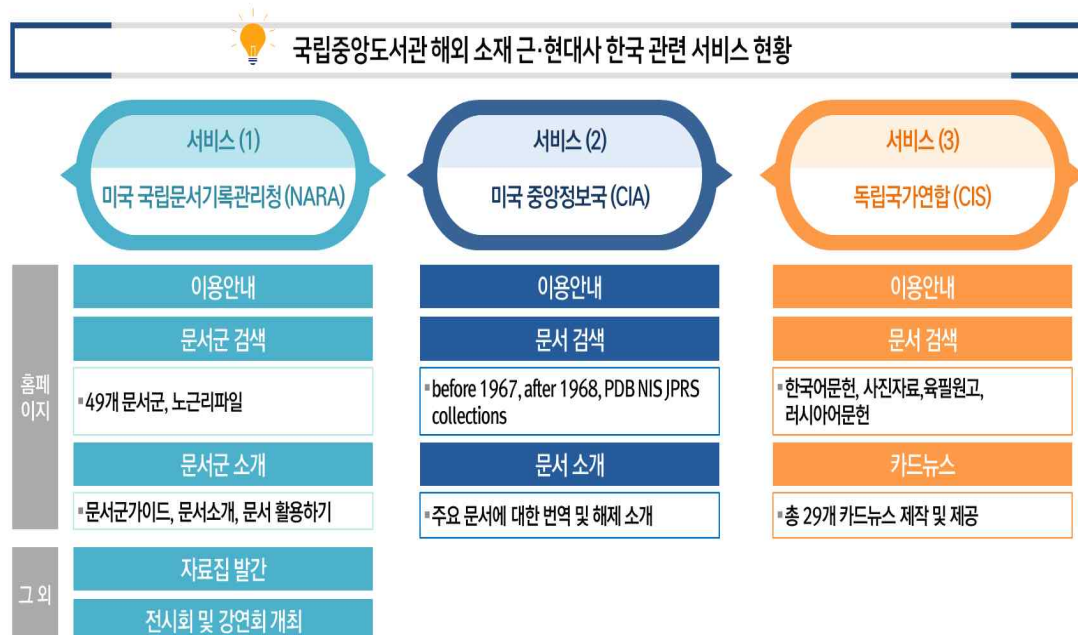 국립중앙도서관 해외 소재 근·현대사 한국 관련 서비스 현황
서비스 (1)
미국 국립문서기록관리청 (NARA)
서비스 (2)
미국 중앙정보국 (CIA)
서비스 (3)
독립국가연합 (CIS)
홈페
이지
이용안내
문서군 검색
49개 문서군, 노근리파일
문서군 소개
문서군가이드, 문서소개, 문서 활용하기
이용안내
문서 검색
before 1967, after 1968, PDB NIS JPRS
collections
문서 소개
주요 문서에 대한 번역 및 해제 소개
이용안내
문서 검색
한국어문헌, 사진자료,육필원고,
러시아어문헌
카드뉴스
총 29개 카드뉴스 제작 및 제공
그 외
자료집 발간
전시회 및 강연회 개최